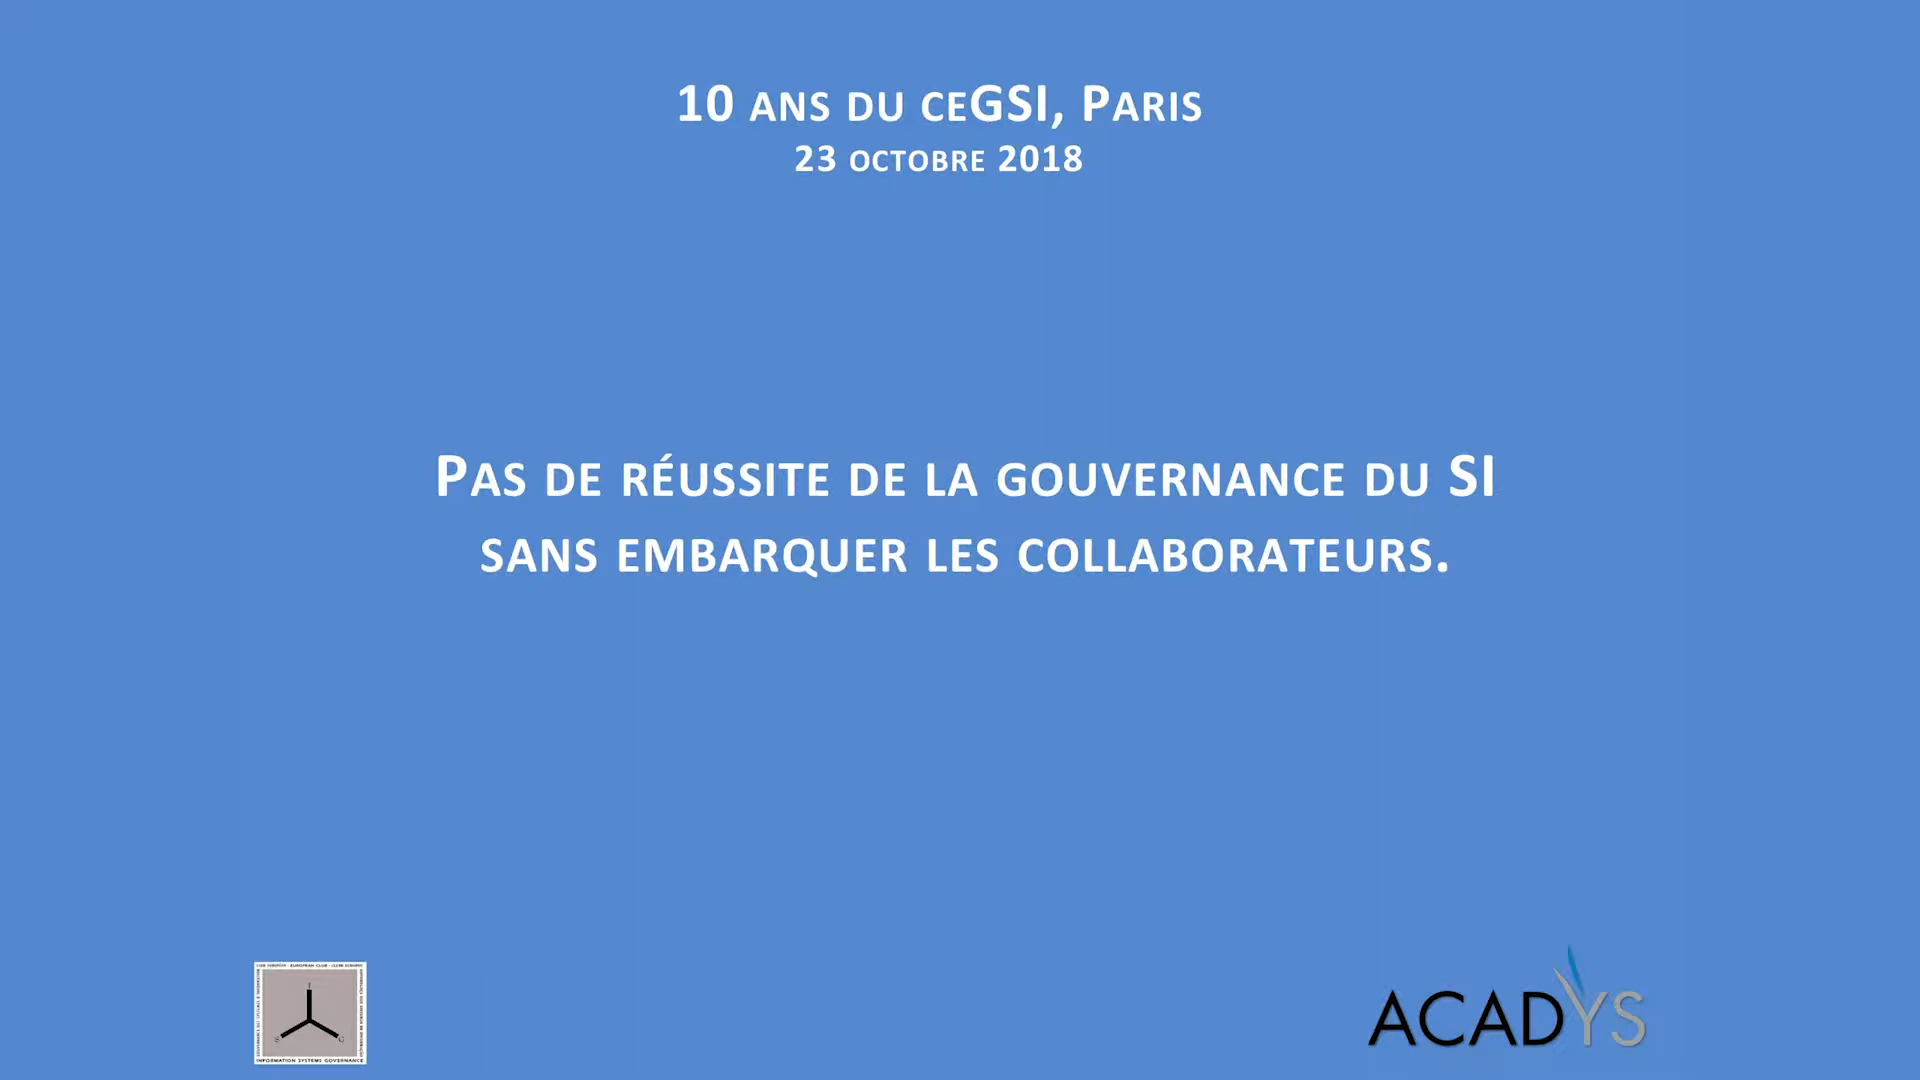 10 ANS DU CEGSI, PARIS
23 OCTOBRE 2018
PAS DE RÉUSSITE DE LA GOUVERNANCE DU SI
SANS EMBARQUER LES COLLABORATEURS.
I
S G
INFORMATION SYSTEMS GOVERNANCE
ACADYS